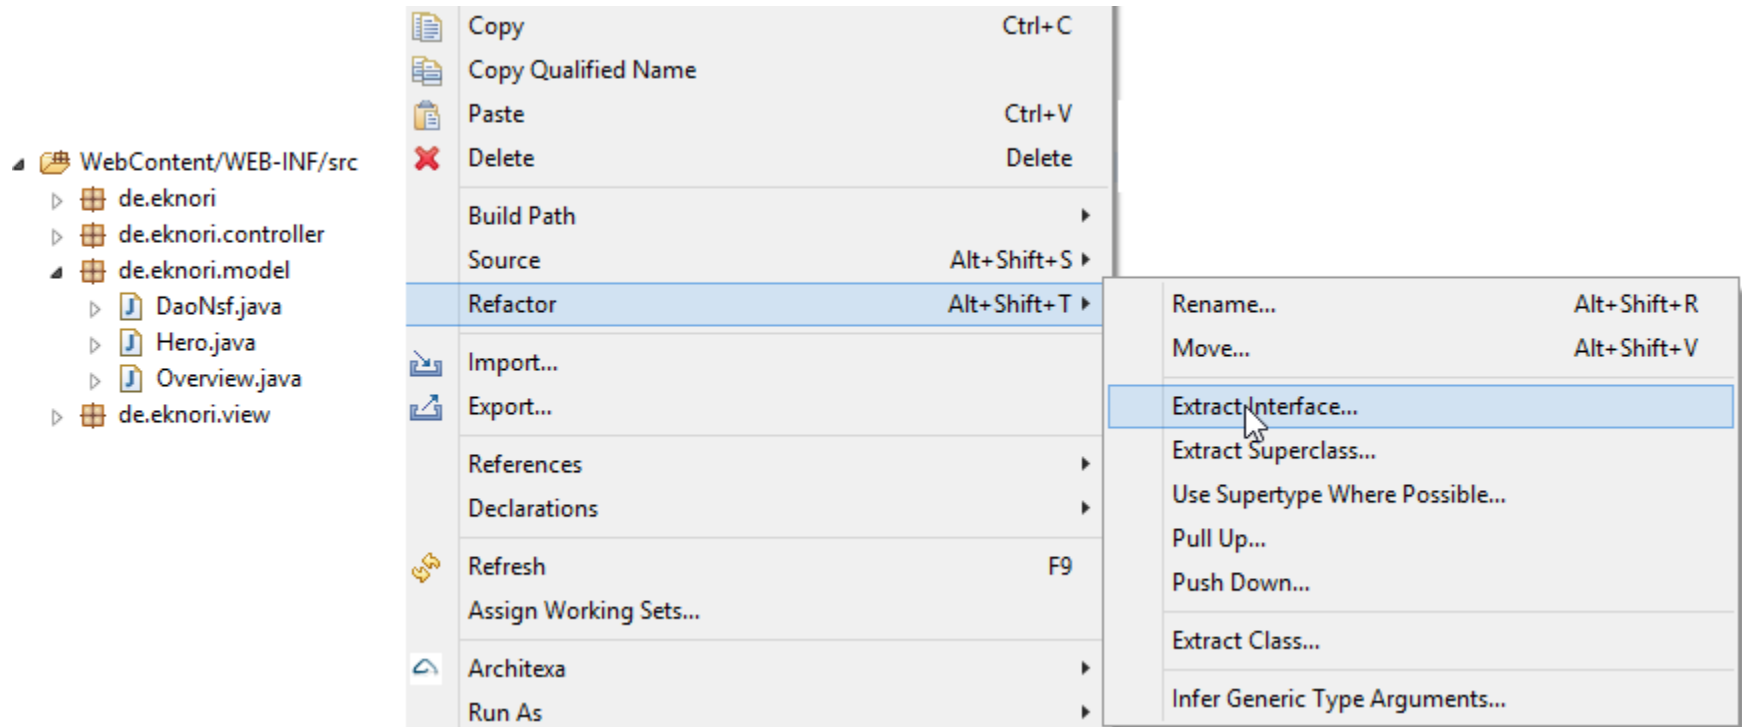 WebContent/WEB-INF/src
de.eknori
de.eknori.controller
de.eknori.model
DaoNsf.java
Hero.java
Overview.java
de.eknori.view
Copy Ctrl+C
Copy Qualified Name
Paste Ctrl+V
Delete Delete
Build Path
Source Alt+Shift+S
Refactor Alt+Shift+T
Import...
Export...
References
Declarations
Refresh F9
Assign Working Sets...
Architexa
Run As
Rename... Alt+Shift+R
Move... Alt+Shift+V
Extract Interface...
Extract Superclass...
Use Supertype Where Possible...
Pull Up...
Push Down...
Extract Class...
Infer Generic Type Arguments...